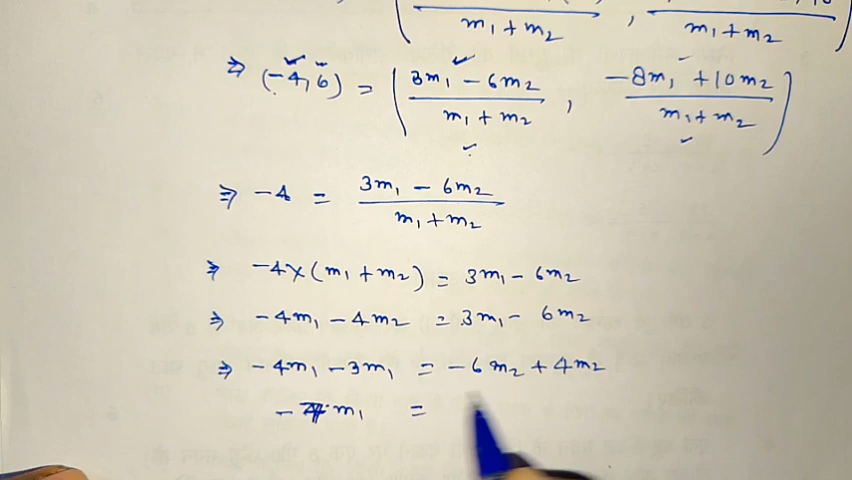 m₁+m₂ , m₁+m₂
⇒ (-4,6) = ( 3m₁ - 6m₂ / m₁+m₂ , -8m₁ +10m₂ / m₁+m₂ )
⇒ -4 = 3m₁ - 6m₂ / m₁+m₂
⇒ -4×(m₁+m₂) = 3m₁ - 6m₂
⇒ -4m₁ - 4m₂ = 3m₁ - 6m₂
⇒ -4m₁ - 3m₁ = -6m₂ + 4m₂
-7m₁ =